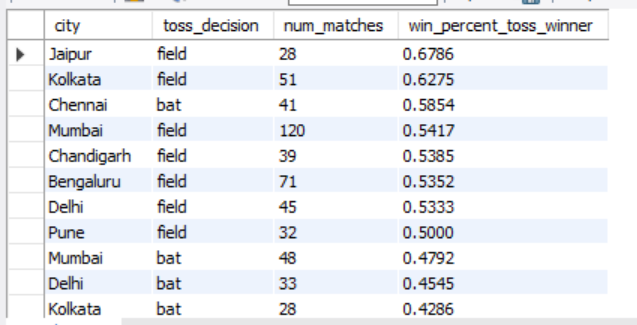 city toss_decision num_matches win_percent_toss_winner
Jaipur field 28 0.6786
Kolkata field 51 0.6275
Chennai bat 41 0.5854
Mumbai field 120 0.5417
Chandigarh field 39 0.5385
Bengaluru field 71 0.5352
Delhi field 45 0.5333
Pune field 32 0.5000
Mumbai bat 48 0.4792
Delhi bat 33 0.4545
Kolkata bat 28 0.4286